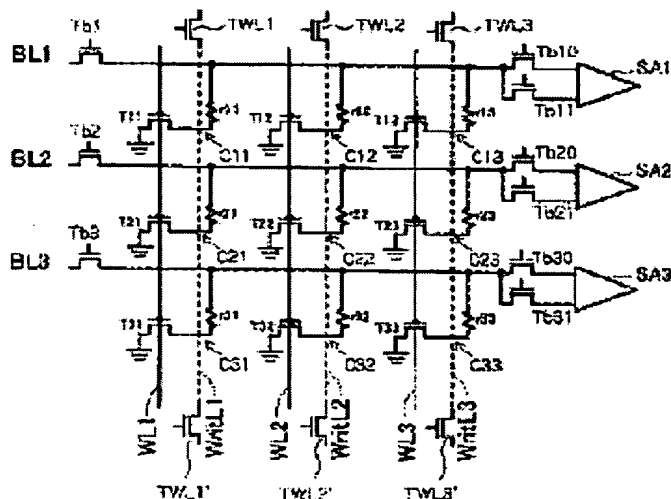 TWL1 TWL2 TWL3
BL1 Tb1 Tb10 SA1
Tb11
T11 r11 T12 r12 T13 r13
C11 C12 C13
BL2 Tb2 Tb20 SA2
Tb21
T21 r21 T22 r22 T23 r23
C21 C22 C23
BL3 Tb3 Tb30 SA3
Tb31
T31 r31 T32 r32 T33 r33
C31 C32 C33
WL1 WritL1 WL2 WritL2 WL3 WritL3
TWL1' TWL2' TWL3'